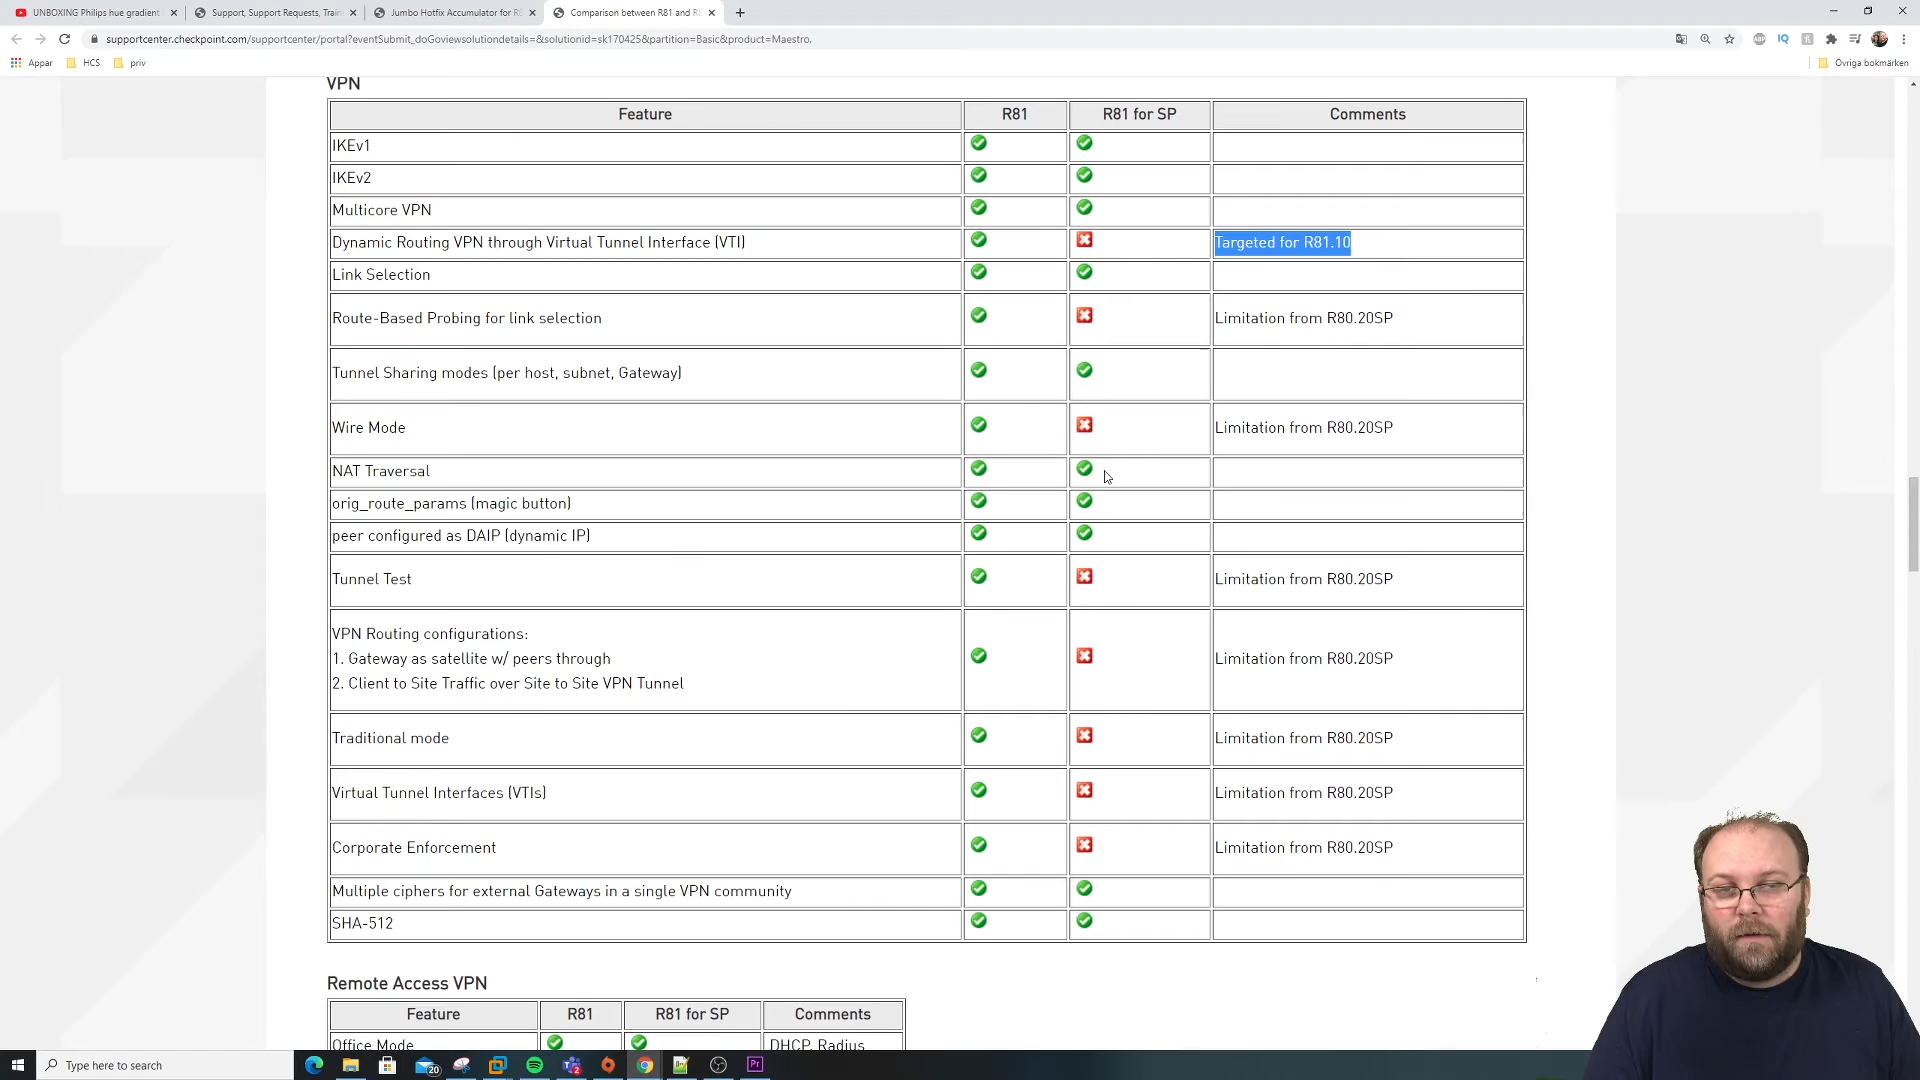 UNBOXING Philips hue gradient
Support, Support Requests, Train
Jumbo Hotfix Accumulator for R8
Comparison between R81 and R8
supportcenter.checkpoint.com/supportcenter/portal?eventSubmit_doGoviewsolutiondetails=&solutionid=sk170425&partition=Basic&product=Maestro,
ABP
IQ
Appar
HCS
priv
Övriga bokmärken
VPN
Feature R81 R81 for SP Comments
IKEv1
IKEv2
Multicore VPN
Dynamic Routing VPN through Virtual Tunnel Interface (VTI) Targeted for R81.10
Link Selection
Route-Based Probing for link selection Limitation from R80.20SP
Tunnel Sharing modes (per host, subnet, Gateway)
Wire Mode Limitation from R80.20SP
NAT Traversal
orig_route_params (magic button)
peer configured as DAIP (dynamic IP)
Tunnel Test Limitation from R80.20SP
VPN Routing configurations:
1. Gateway as satellite w/ peers through Limitation from R80.20SP
2. Client to Site Traffic over Site to Site VPN Tunnel
Traditional mode Limitation from R80.20SP
Virtual Tunnel Interfaces (VTIs) Limitation from R80.20SP
Corporate Enforcement Limitation from R80.20SP
Multiple ciphers for external Gateways in a single VPN community
SHA-512
Remote Access VPN
Feature R81 R81 for SP Comments
Office Mode DHCP, Radius
Type here to search
20
2
Pr